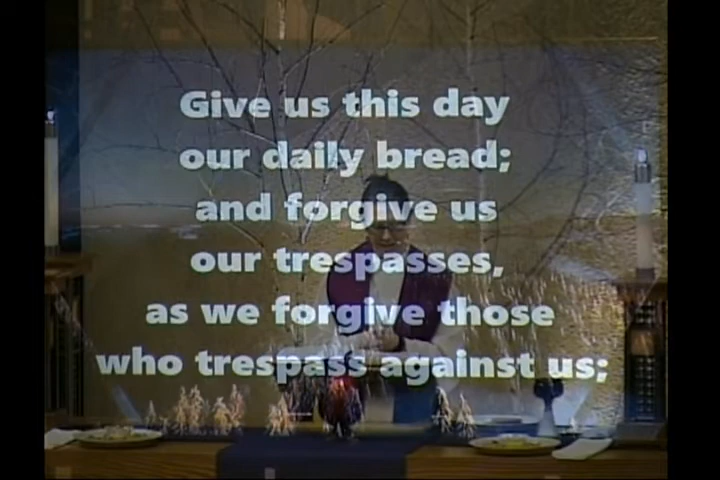 Give us this day
our daily bread;
and forgive us
our trespasses,
as we forgive those
who trespass against us;